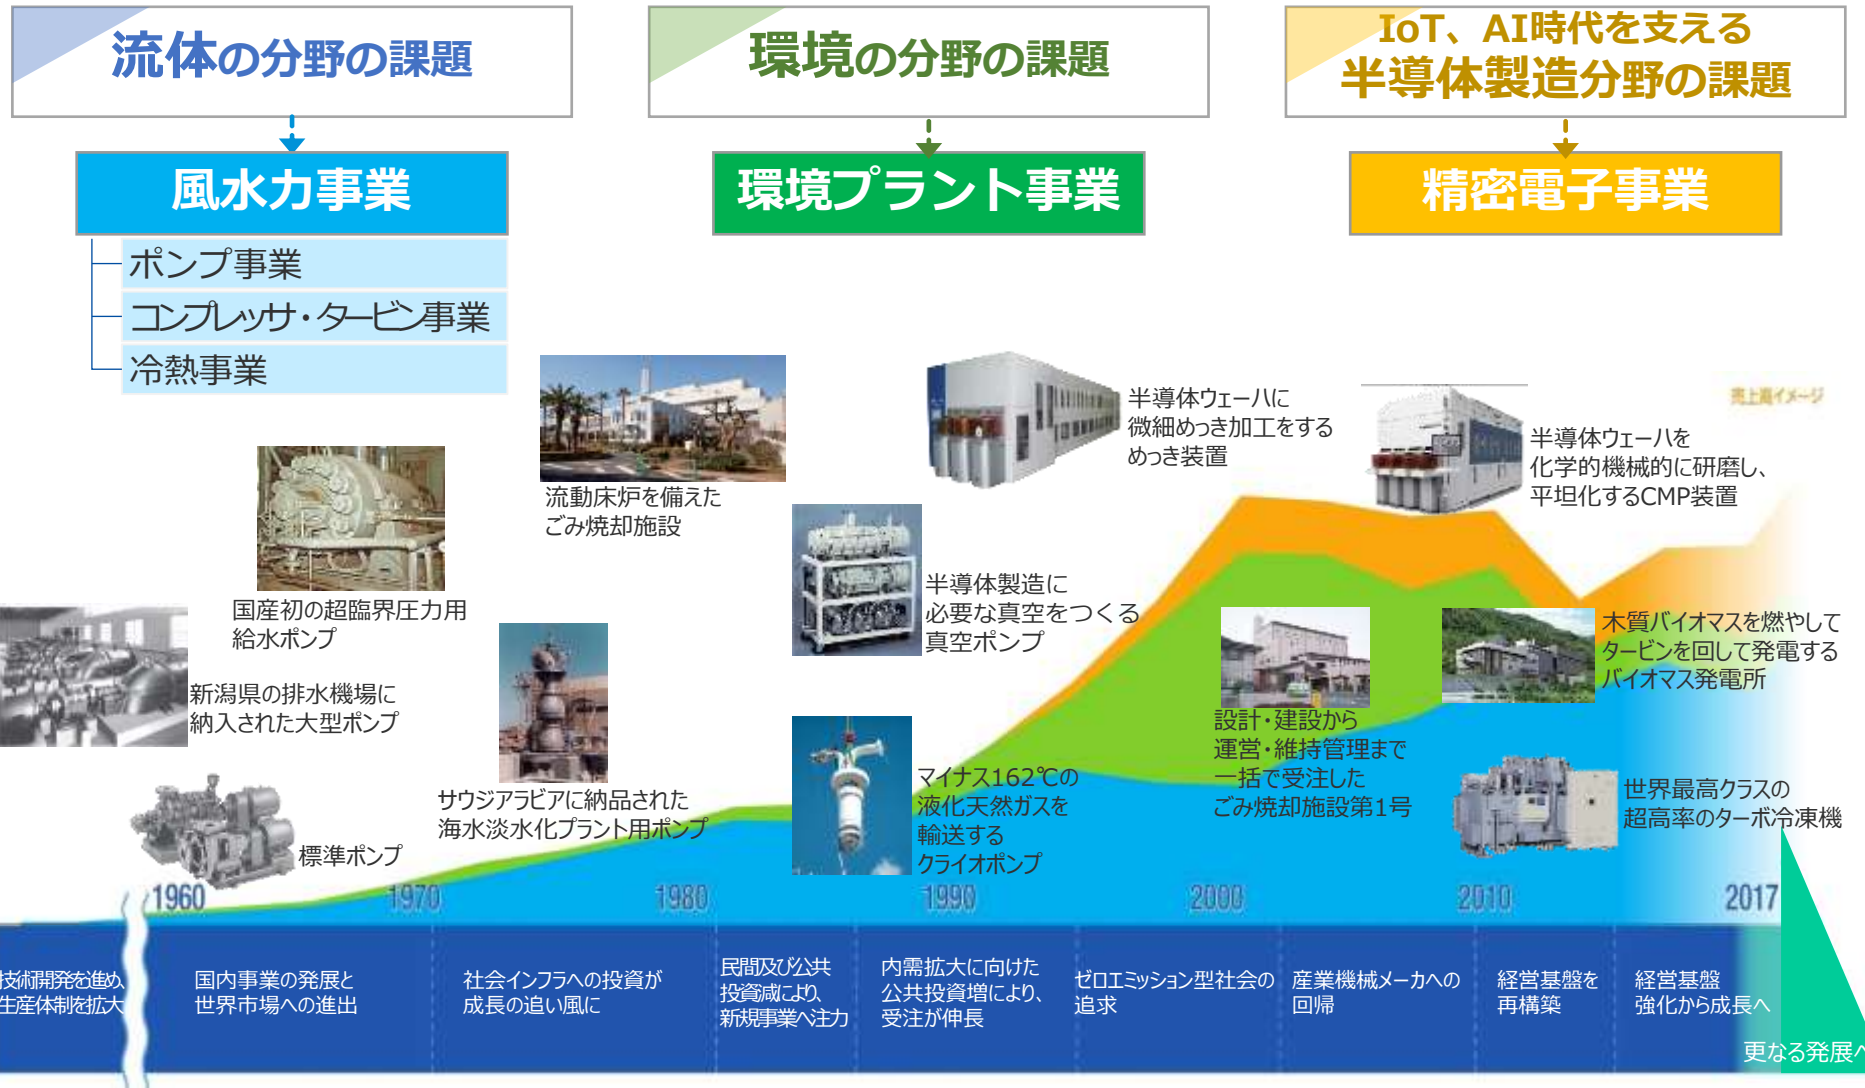 流体の分野の課題
環境の分野の課題
IoT、AI時代を支える
半導体製造分野の課題
風水力事業
環境プラント事業
精密電子事業
ポンプ事業
コンプレッサ・タービン事業
冷熱事業
売上高イメージ
半導体ウェーハに
微細めっき加工をする
めっき装置
半導体ウェーハを
化学的機械的に研磨し、
平坦化するCMP装置
流動床炉を備えた
ごみ焼却施設
国産初の超臨界圧力用
給水ポンプ
半導体製造に
必要な真空をつくる
真空ポンプ
木質バイオマスを燃やして
タービンを回して発電する
バイオマス発電所
新潟県の排水機場に
納入された大型ポンプ
設計・建設から
運営・維持管理まで
一括で受注した
ごみ焼却施設第1号
サウジアラビアに納品された
海水淡水化プラント用ポンプ
マイナス162℃の
液化天然ガスを
輸送する
クライオポンプ
世界最高クラスの
超高率のターボ冷凍機
標準ポンプ
1960
1970
1980
1990
2000
2010
2017
技術開発を進め、
生産体制を拡大
国内事業の発展と
世界市場への進出
社会インフラへの投資が
成長の追い風に
民間及び公共
投資減により、
新規事業へ注力
内需拡大に向けた
公共投資増により、
受注が伸長
ゼロエミッション型社会の
追求
産業機械メーカへの
回帰
経営基盤を
再構築
経営基盤
強化から成長へ
更なる発展へ